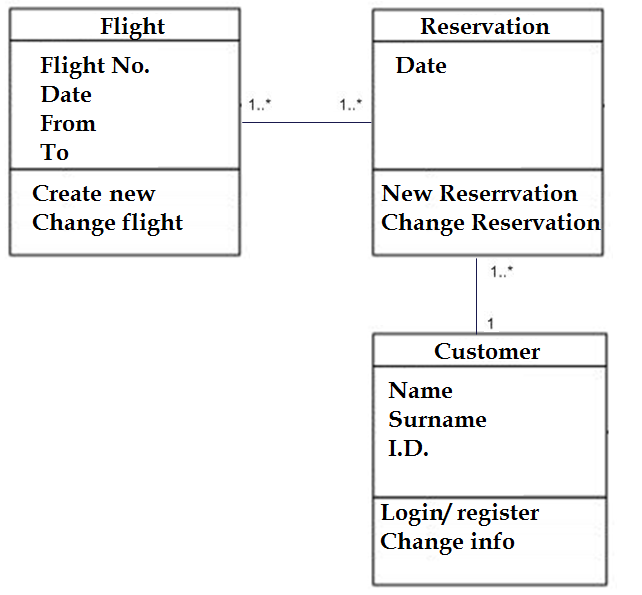 Flight
Flight No.
Date
From
To
Create new
Change flight
1..*
1..*
Reservation
Date
New Reserrvation
Change Reservation
1..*
1
Customer
Name
Surname
I.D.
Login/ register
Change info